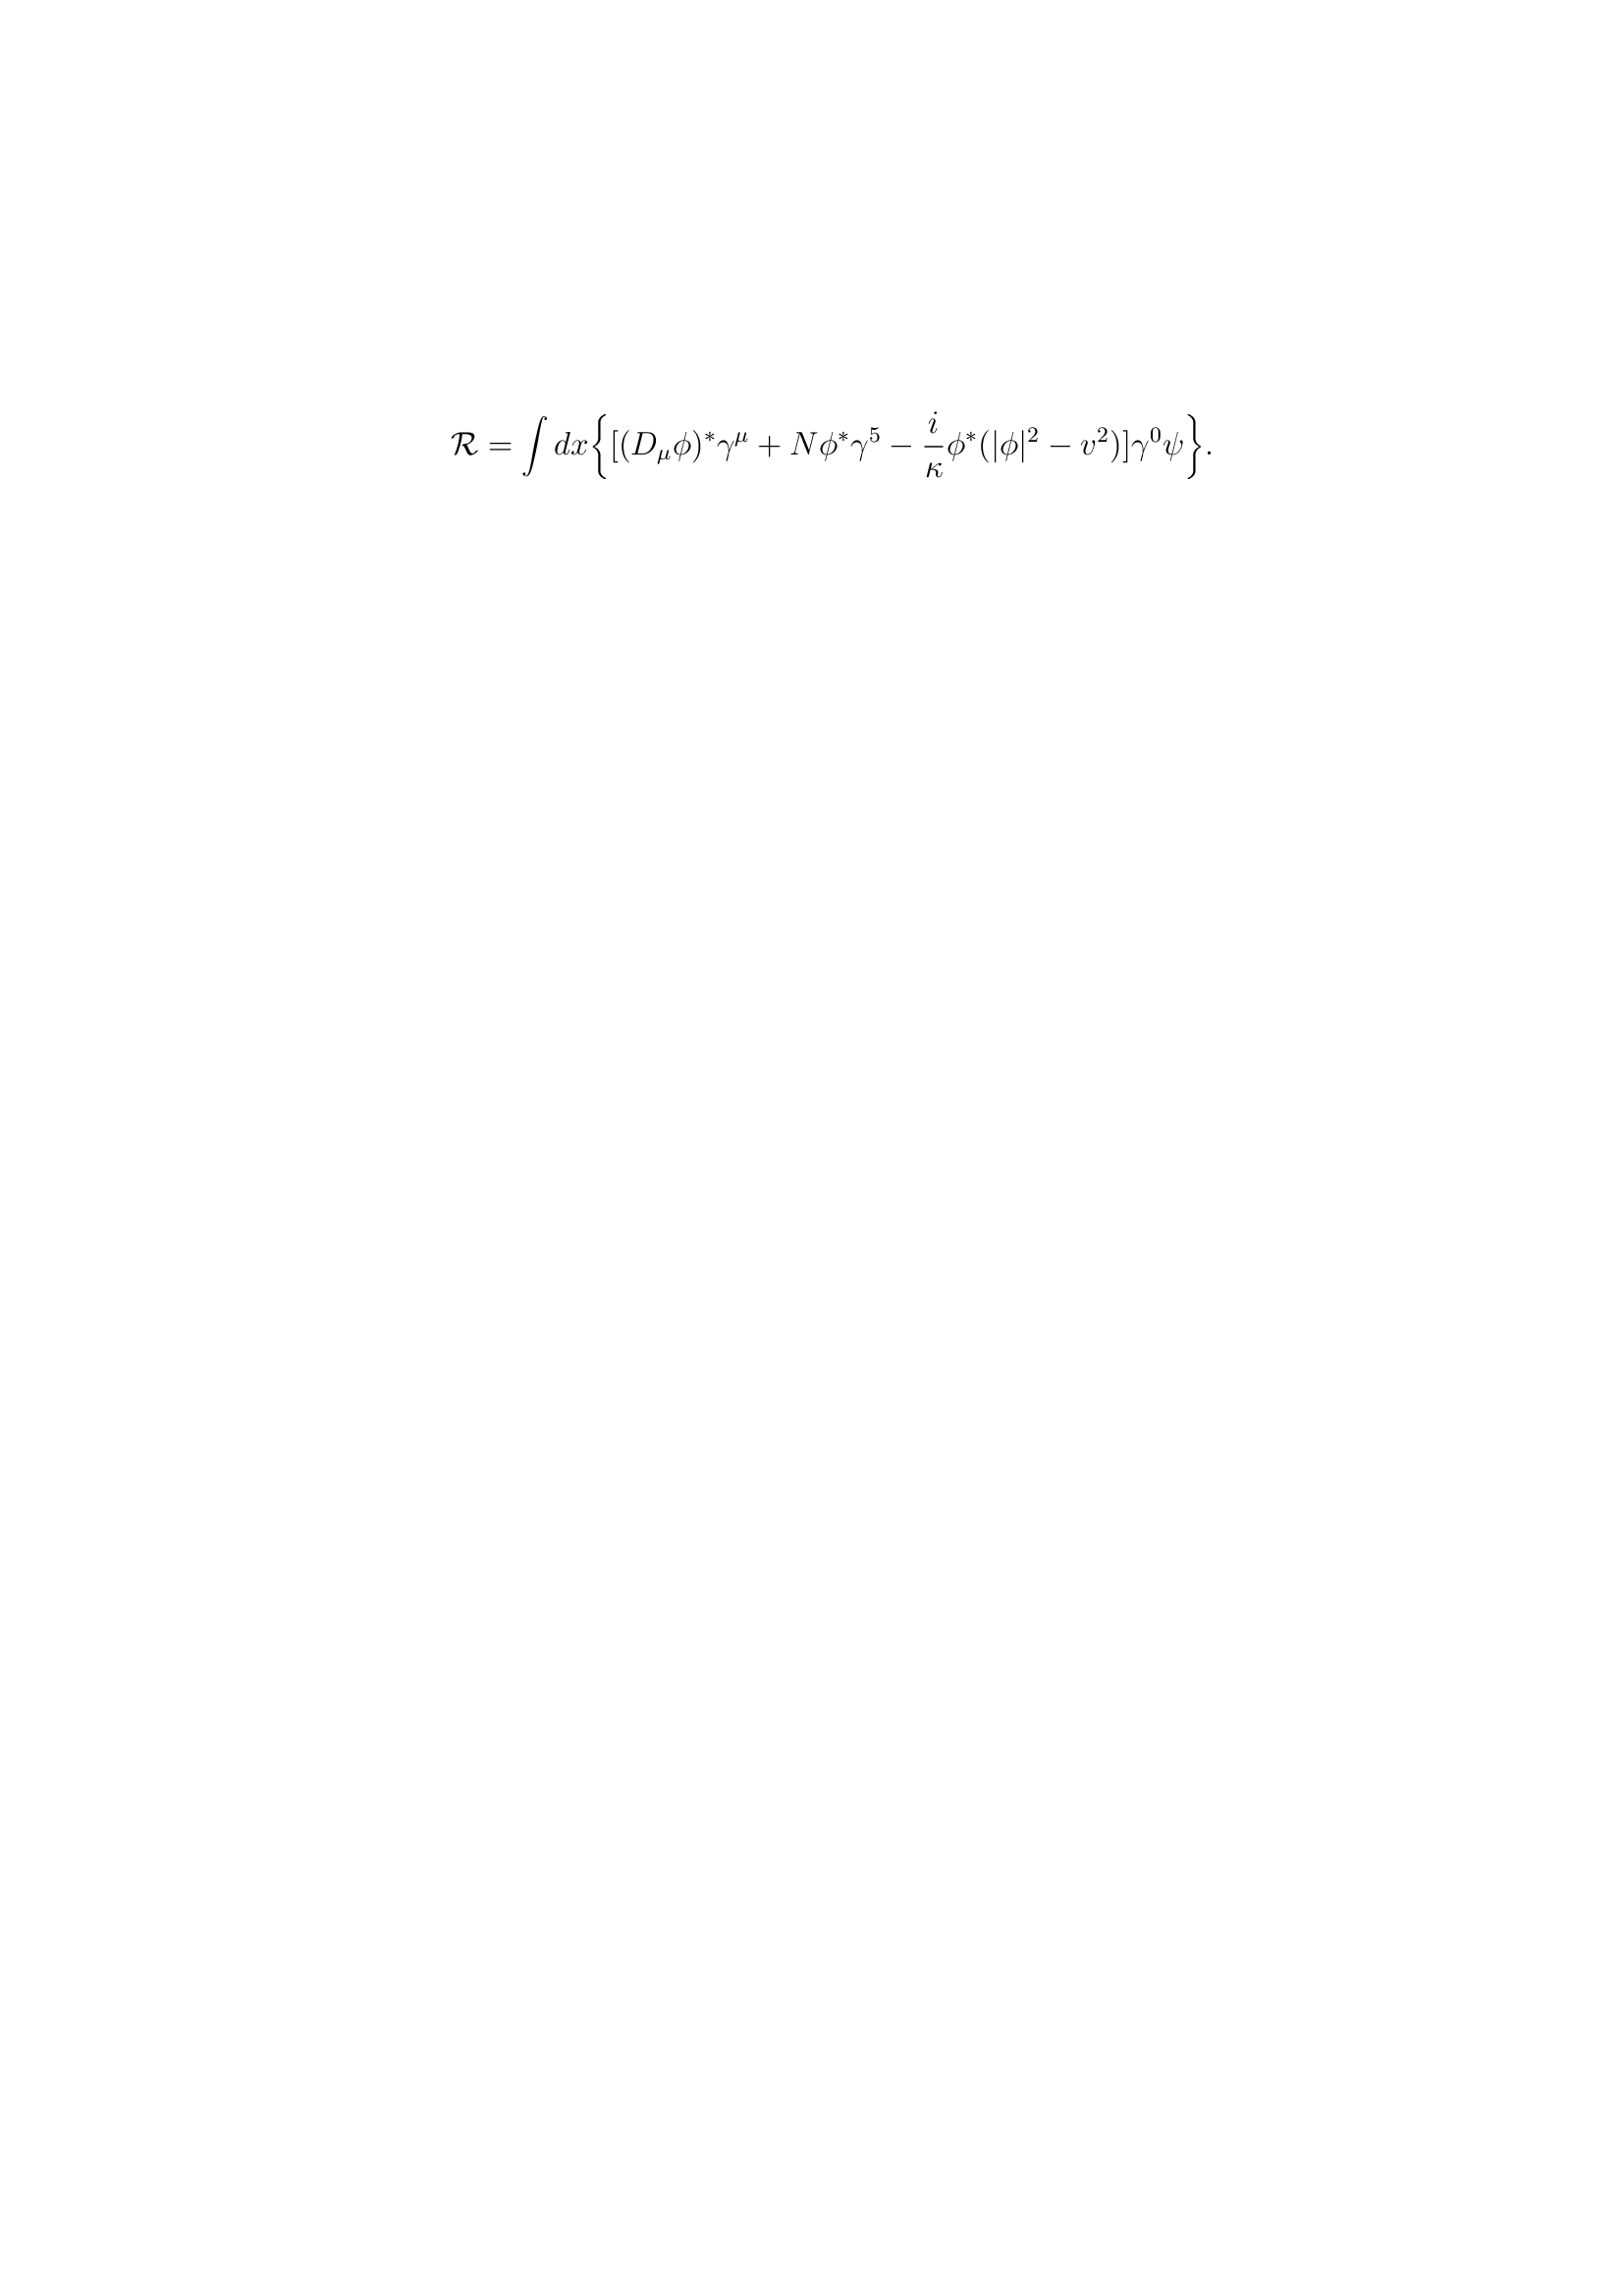 $\mathcal{R} = \int dx \Big\{ [(D_\mu \phi)^* \gamma^\mu + N \phi^* \gamma^5 - \frac{i}{\kappa} \phi^* (|\phi|^2 - v^2)] \gamma^0 \psi \Big\}.$